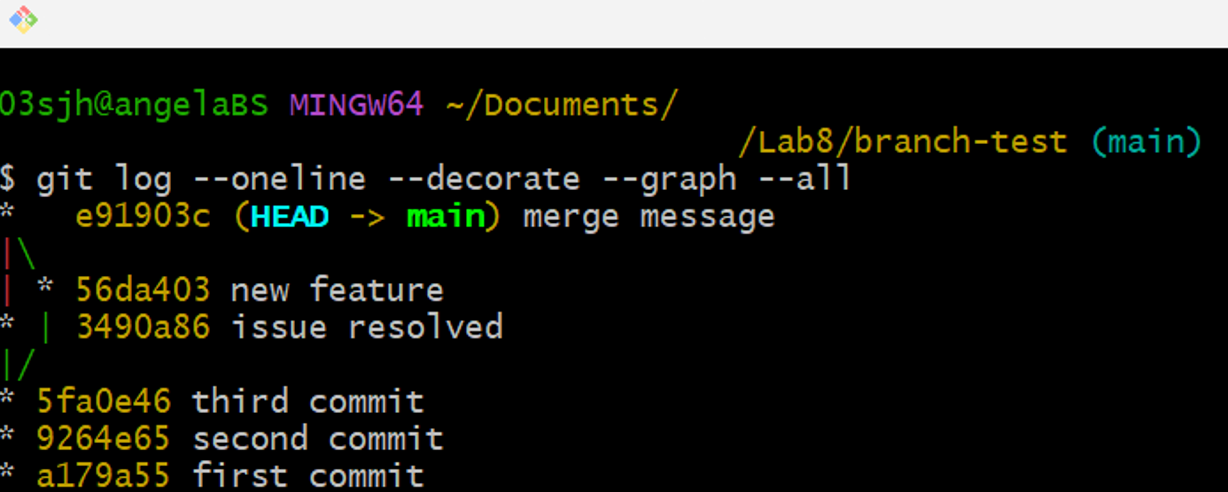 03sjh@angelaBS MINGW64 ~/Documents/
/Lab8/branch-test (main)
$ git log --oneline --decorate --graph --all
*   e91903c (HEAD -> main) merge message
|\
| * 56da403 new feature
* | 3490a86 issue resolved
|/
* 5fa0e46 third commit
* 9264e65 second commit
* a179a55 first commit